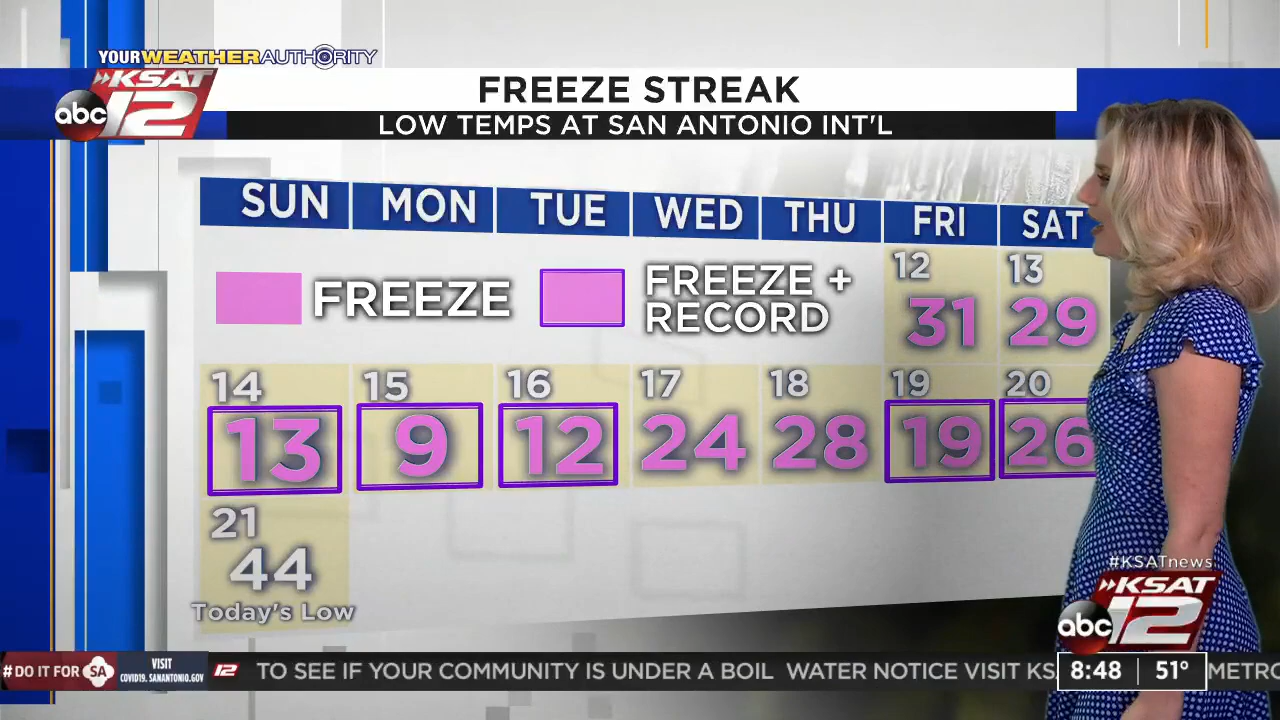 YOUR WEATHER AUTHORITY
KSAT
abc 12
FREEZE STREAK
LOW TEMPS AT SAN ANTONIO INT'L
SUN MON TUE WED THU FRI SAT
FREEZE
FREEZE +
RECORD
12 13
31 29
14 15 16 17 18 19 20
13 9 12 24 28 19 26
21
44
Today's Low
#KSATnews
KSAT
abc 12
#DO IT FOR SA
VISIT
COVID19.SANANTONIO.GOV
12
TO SEE IF YOUR COMMUNITY IS UNDER A BOIL WATER NOTICE VISIT KS
8:48 51°
METRO